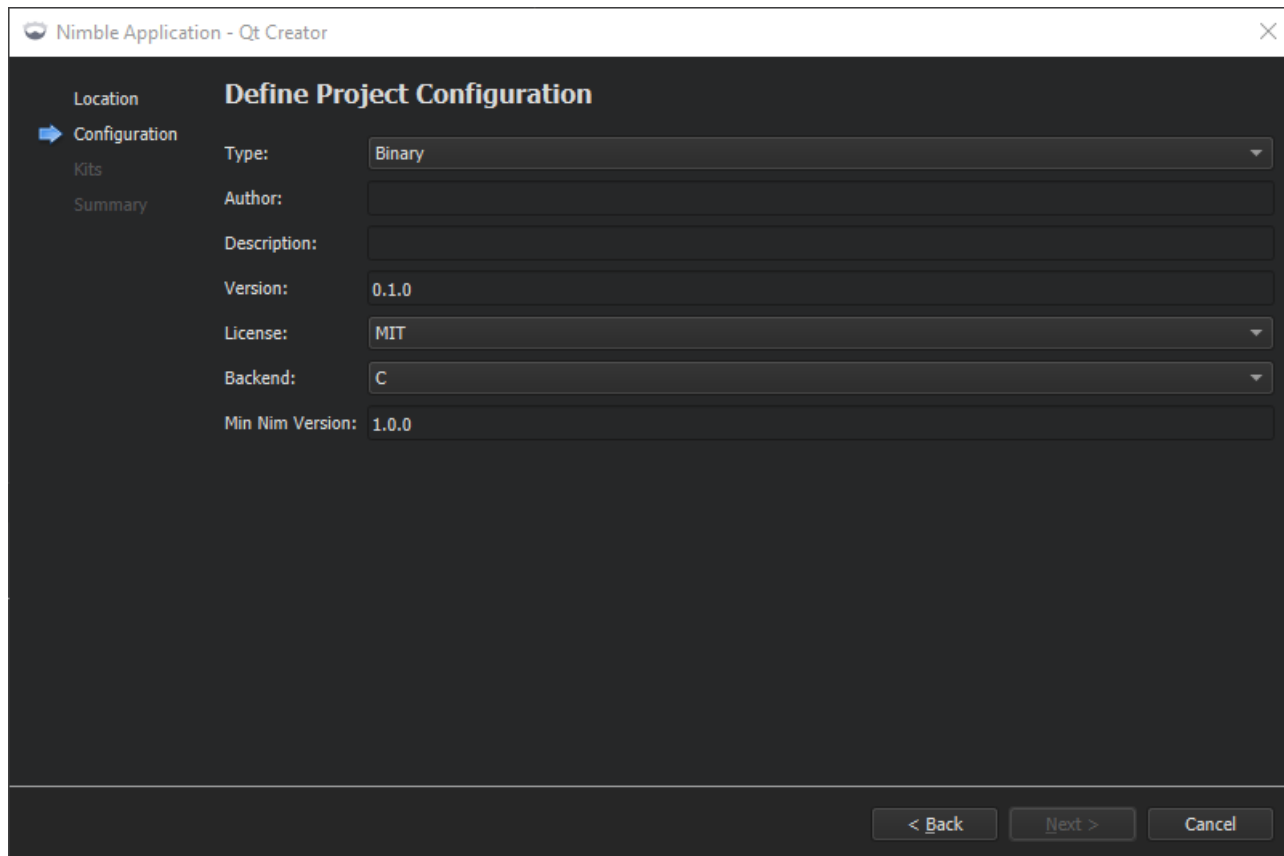 Nimble Application - Qt Creator
Location
Configuration
Kits
Summary
Define Project Configuration
Type: Binary
Author:
Description:
Version: 0.1.0
License: MIT
Backend: C
Min Nim Version: 1.0.0
< Back Next > Cancel